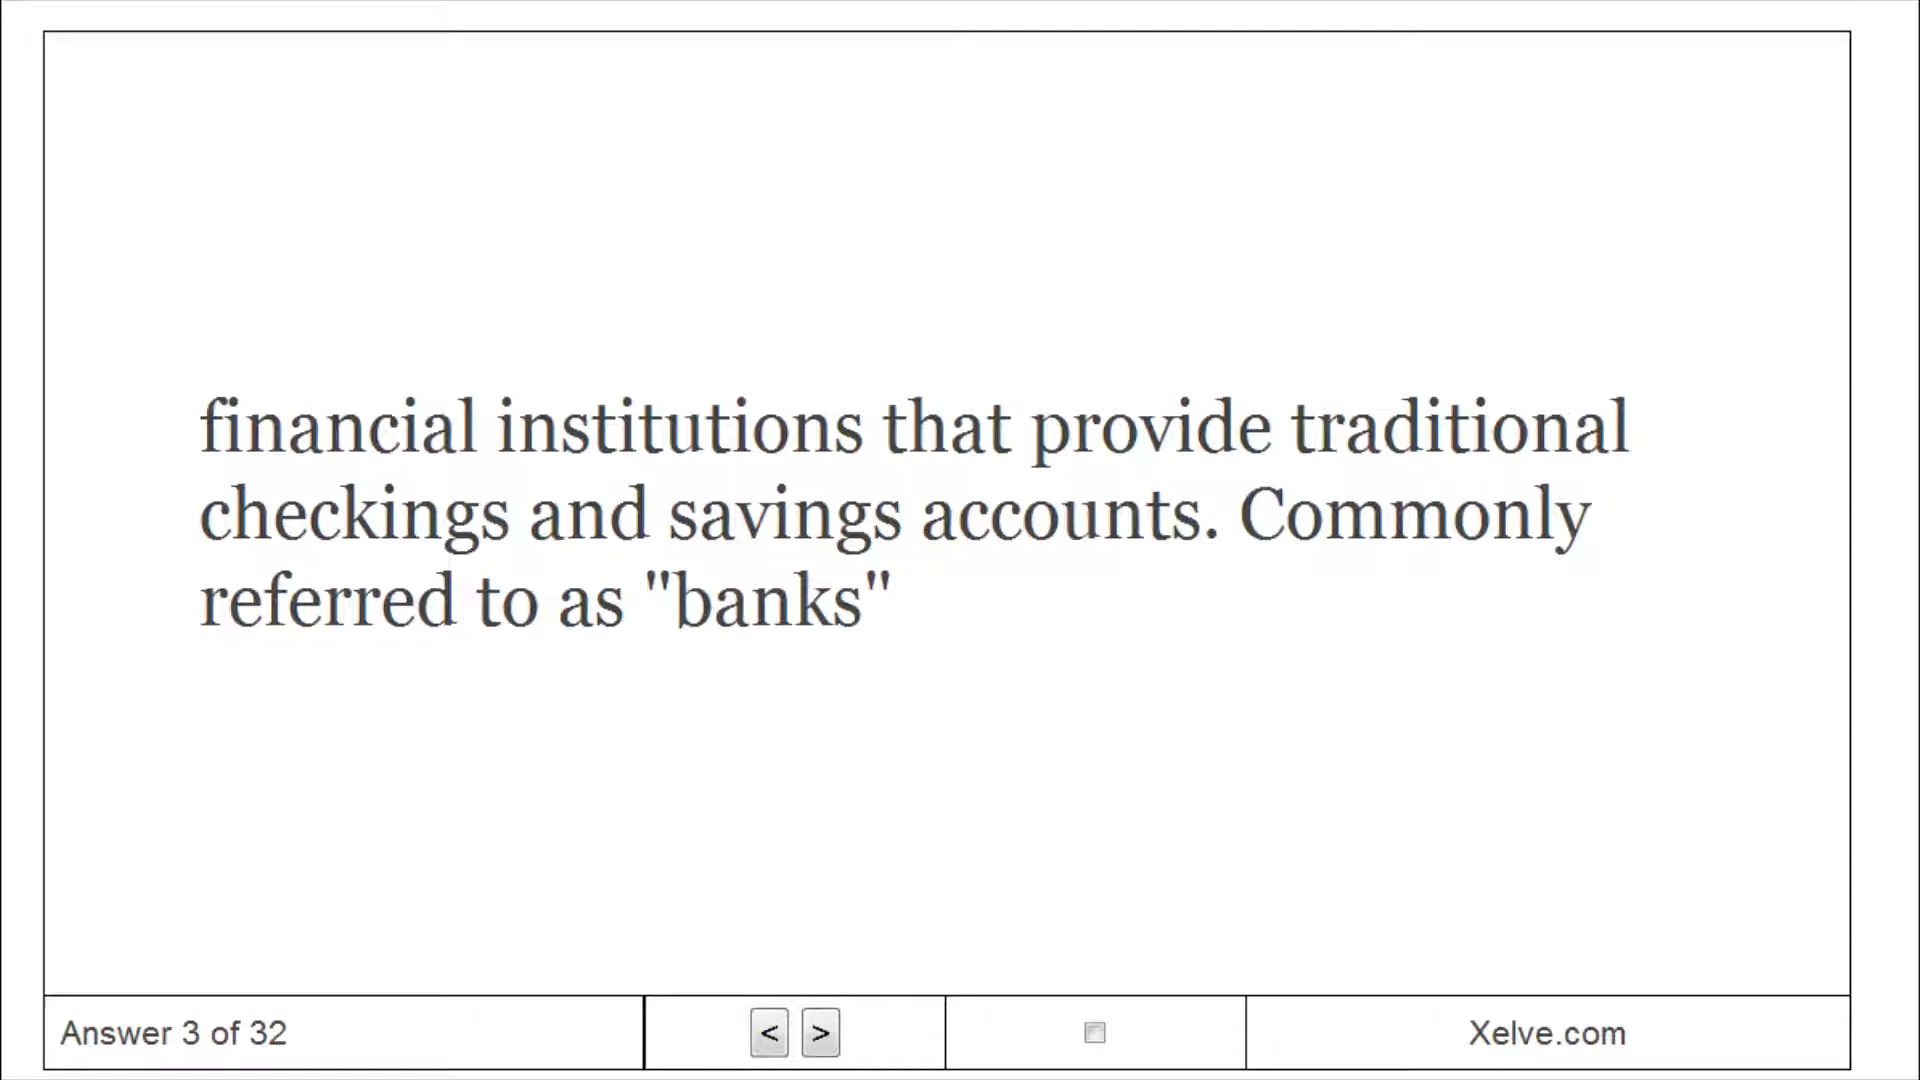 financial institutions that provide traditional
checkings and savings accounts. Commonly
referred to as "banks"
Answer 3 of 32
< >
Xelve.com